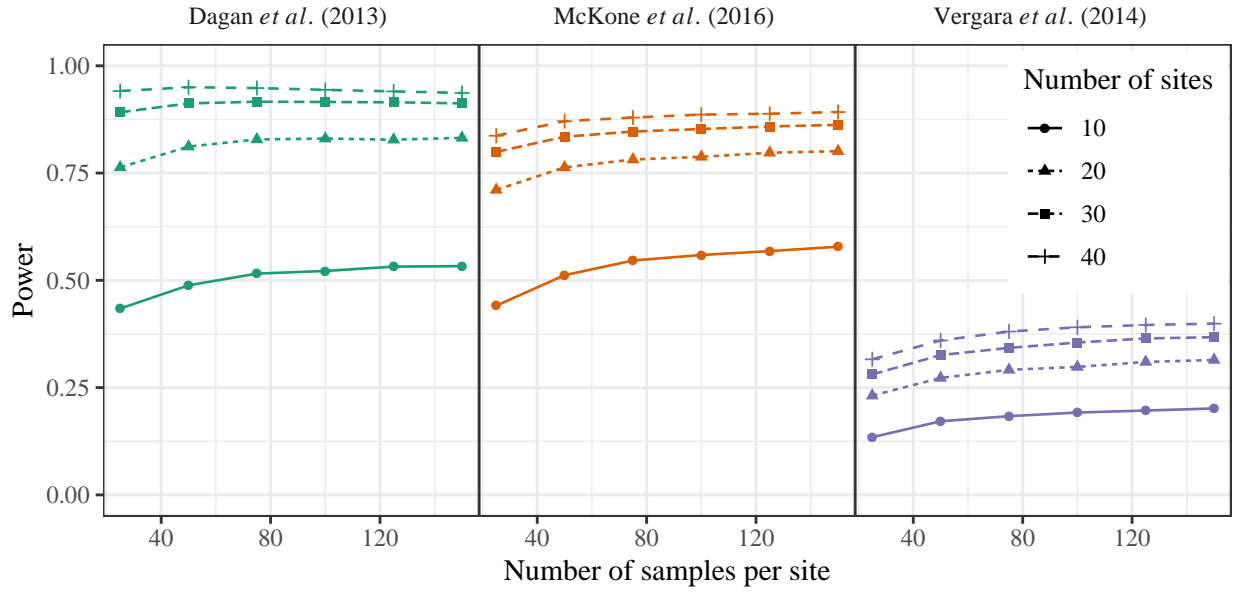 Dagan et al. (2013)
McKone et al. (2016)
Vergara et al. (2014)
Power
1.00
0.75
0.50
0.25
0.00
Number of sites
10
20
30
40
40 80 120
40 80 120
40 80 120
Number of samples per site